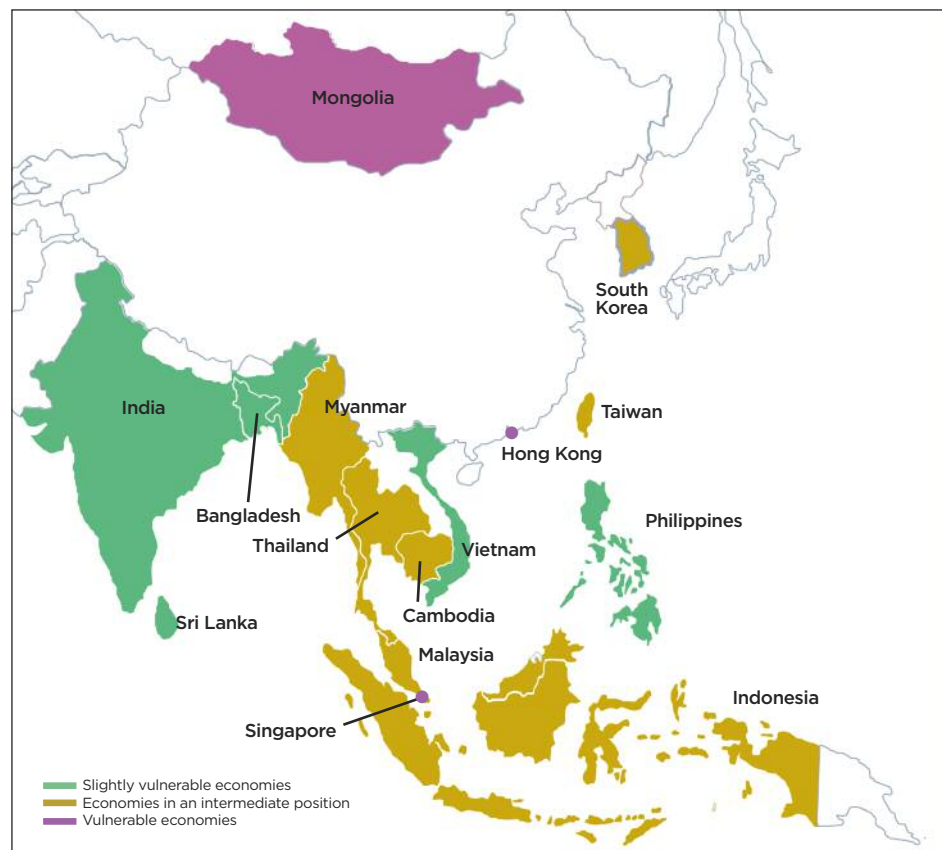 Mongolia
South
Korea
India
Myanmar
Taiwan
Hong Kong
Bangladesh
Philippines
Thailand
Vietnam
Cambodia
Sri Lanka
Malaysia
Indonesia
Singapore
Slightly vulnerable economies
Economies in an intermediate position
Vulnerable economies